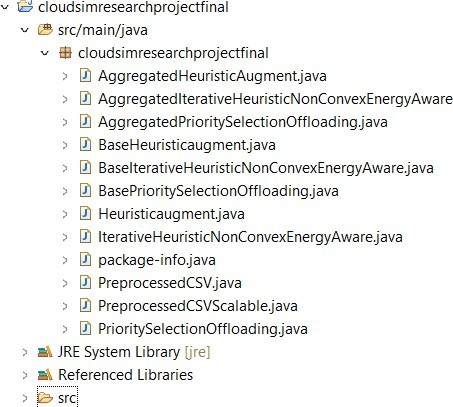 cloudsimresearchprojectfinal
src/main/java
cloudsimresearchprojectfinal
AggregatedHeuristicAugment.java
AggregatedIterativeHeuristicNonConvexEnergyAware
AggregatedPrioritySelectionOffloading.java
BaseHeuristicaugment.java
BaseIterativeHeuristicNonConvexEnergyAware.java
BasePrioritySelectionOffloading.java
Heuristicaugment.java
IterativeHeuristicNonConvexEnergyAware.java
package-info.java
PreprocessedCSV.java
PreprocessedCSVScalable.java
PrioritySelectionOffloading.java
JRE System Library [jre]
Referenced Libraries
src